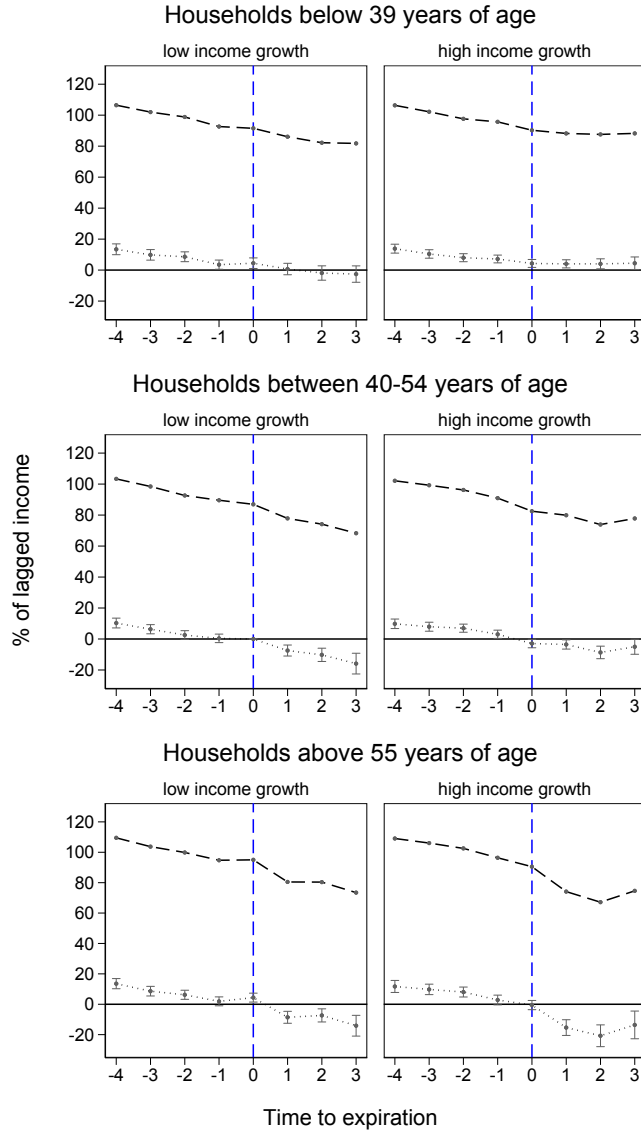 Households below 39 years of age
low income growth high income growth
120
100
80
60
40
20
0
-20
-4 -3 -2 -1 0 1 2 3 -4 -3 -2 -1 0 1 2 3
Households between 40-54 years of age
low income growth high income growth
120
100
80
60
40
20
0
-20
-4 -3 -2 -1 0 1 2 3 -4 -3 -2 -1 0 1 2 3
% of lagged income
Households above 55 years of age
low income growth high income growth
120
100
80
60
40
20
0
-20
-4 -3 -2 -1 0 1 2 3 -4 -3 -2 -1 0 1 2 3
Time to expiration